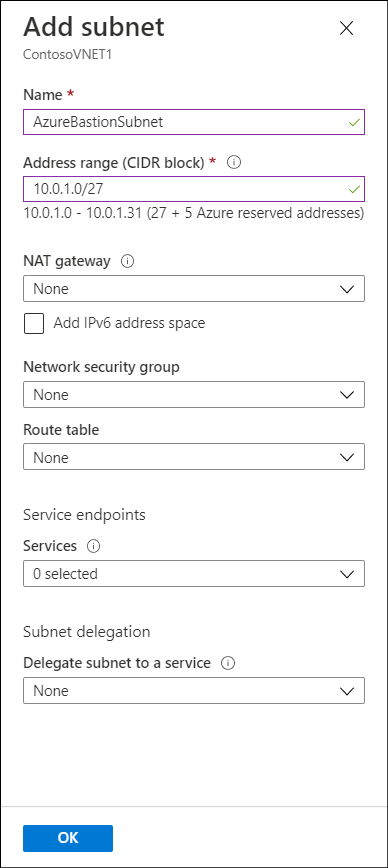 Add subnet
ContosoVNET1
Name *
AzureBastionSubnet
Address range (CIDR block) *
10.0.1.0/27
10.0.1.0 - 10.0.1.31 (27 + 5 Azure reserved addresses)
NAT gateway
None
Add IPv6 address space
Network security group
None
Route table
None
Service endpoints
Services
0 selected
Subnet delegation
Delegate subnet to a service
None
OK